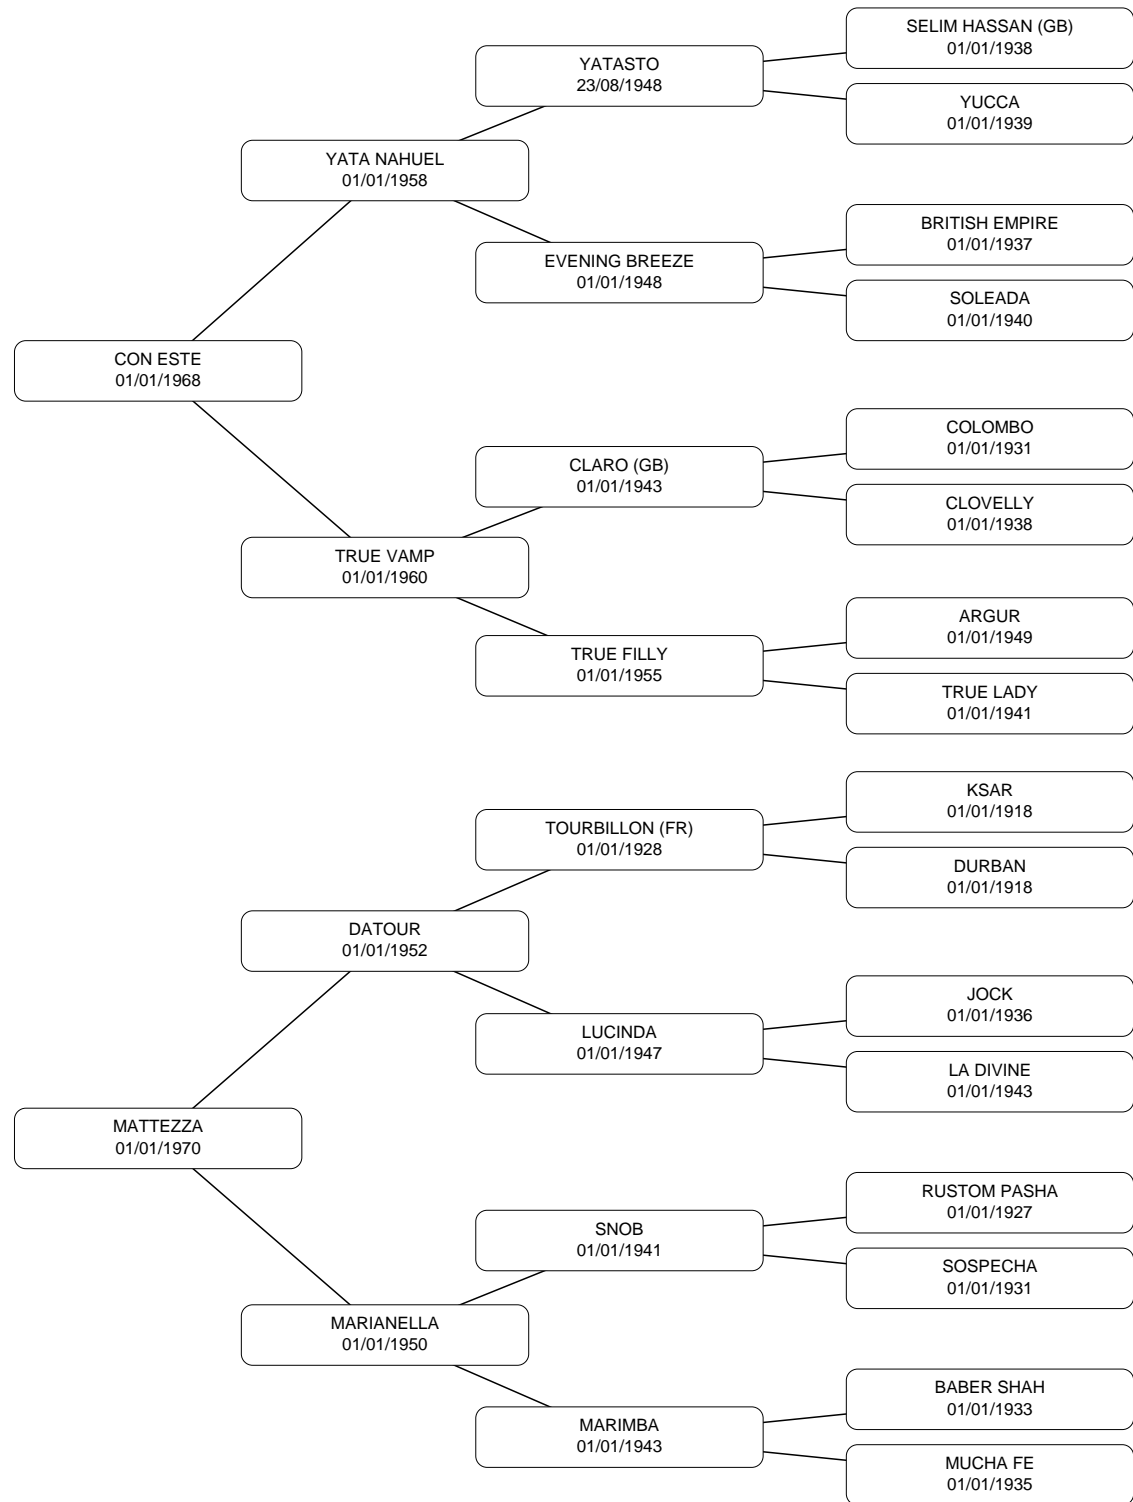 SELIM HASSAN (GB)
01/01/1938
YATASTO
23/08/1948
YUCCA
01/01/1939
YATA NAHUEL
01/01/1958
BRITISH EMPIRE
01/01/1937
EVENING BREEZE
01/01/1948
SOLEADA
01/01/1940
CON ESTE
01/01/1968
COLOMBO
01/01/1931
CLARO (GB)
01/01/1943
CLOVELLY
01/01/1938
TRUE VAMP
01/01/1960
ARGUR
01/01/1949
TRUE FILLY
01/01/1955
TRUE LADY
01/01/1941
KSAR
01/01/1918
TOURBILLON (FR)
01/01/1928
DURBAN
01/01/1918
DATOUR
01/01/1952
JOCK
01/01/1936
LUCINDA
01/01/1947
LA DIVINE
01/01/1943
MATTEZZA
01/01/1970
RUSTOM PASHA
01/01/1927
SNOB
01/01/1941
SOSPECHA
01/01/1931
MARIANELLA
01/01/1950
BABER SHAH
01/01/1933
MARIMBA
01/01/1943
MUCHA FE
01/01/1935